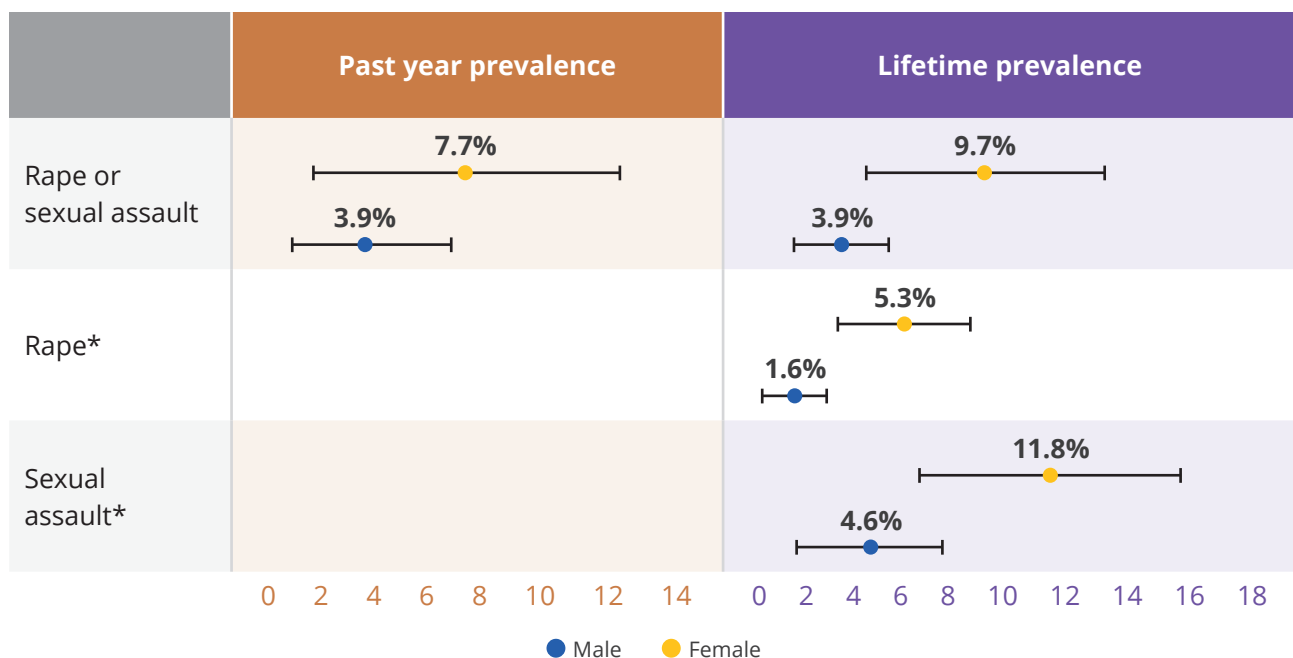 Past year prevalence
Lifetime prevalence
Rape or
sexual assault
7.7%
3.9%
9.7%
3.9%
Rape*
5.3%
1.6%
Sexual
assault*
11.8%
4.6%
0 2 4 6 8 10 12 14
0 2 4 6 8 10 12 14 16 18
Male Female